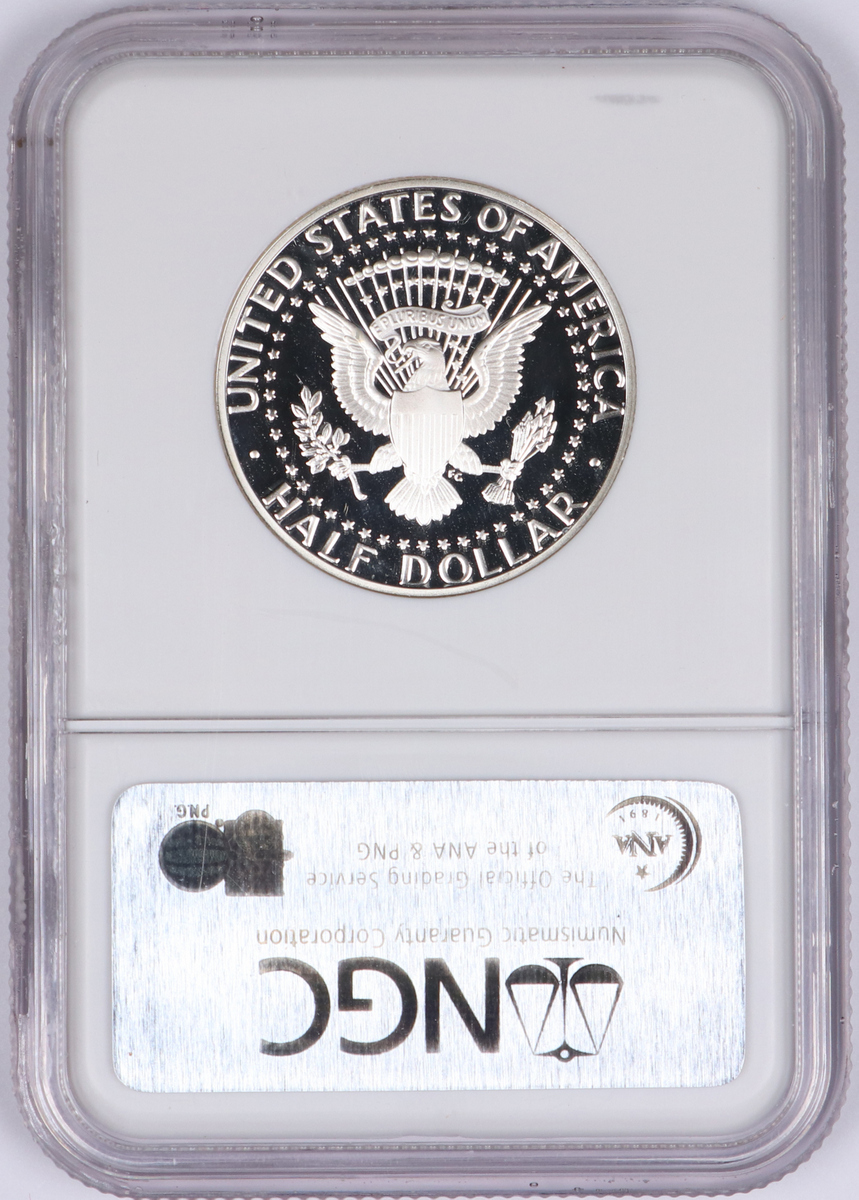 UNITED STATES OF AMERICA
E PLURIBUS UNUM
FG
HALF DOLLAR
NGC
Numismatic Guaranty Corporation
The Official Grading Service
of the ANA & PNG
ANA
1891
PNG